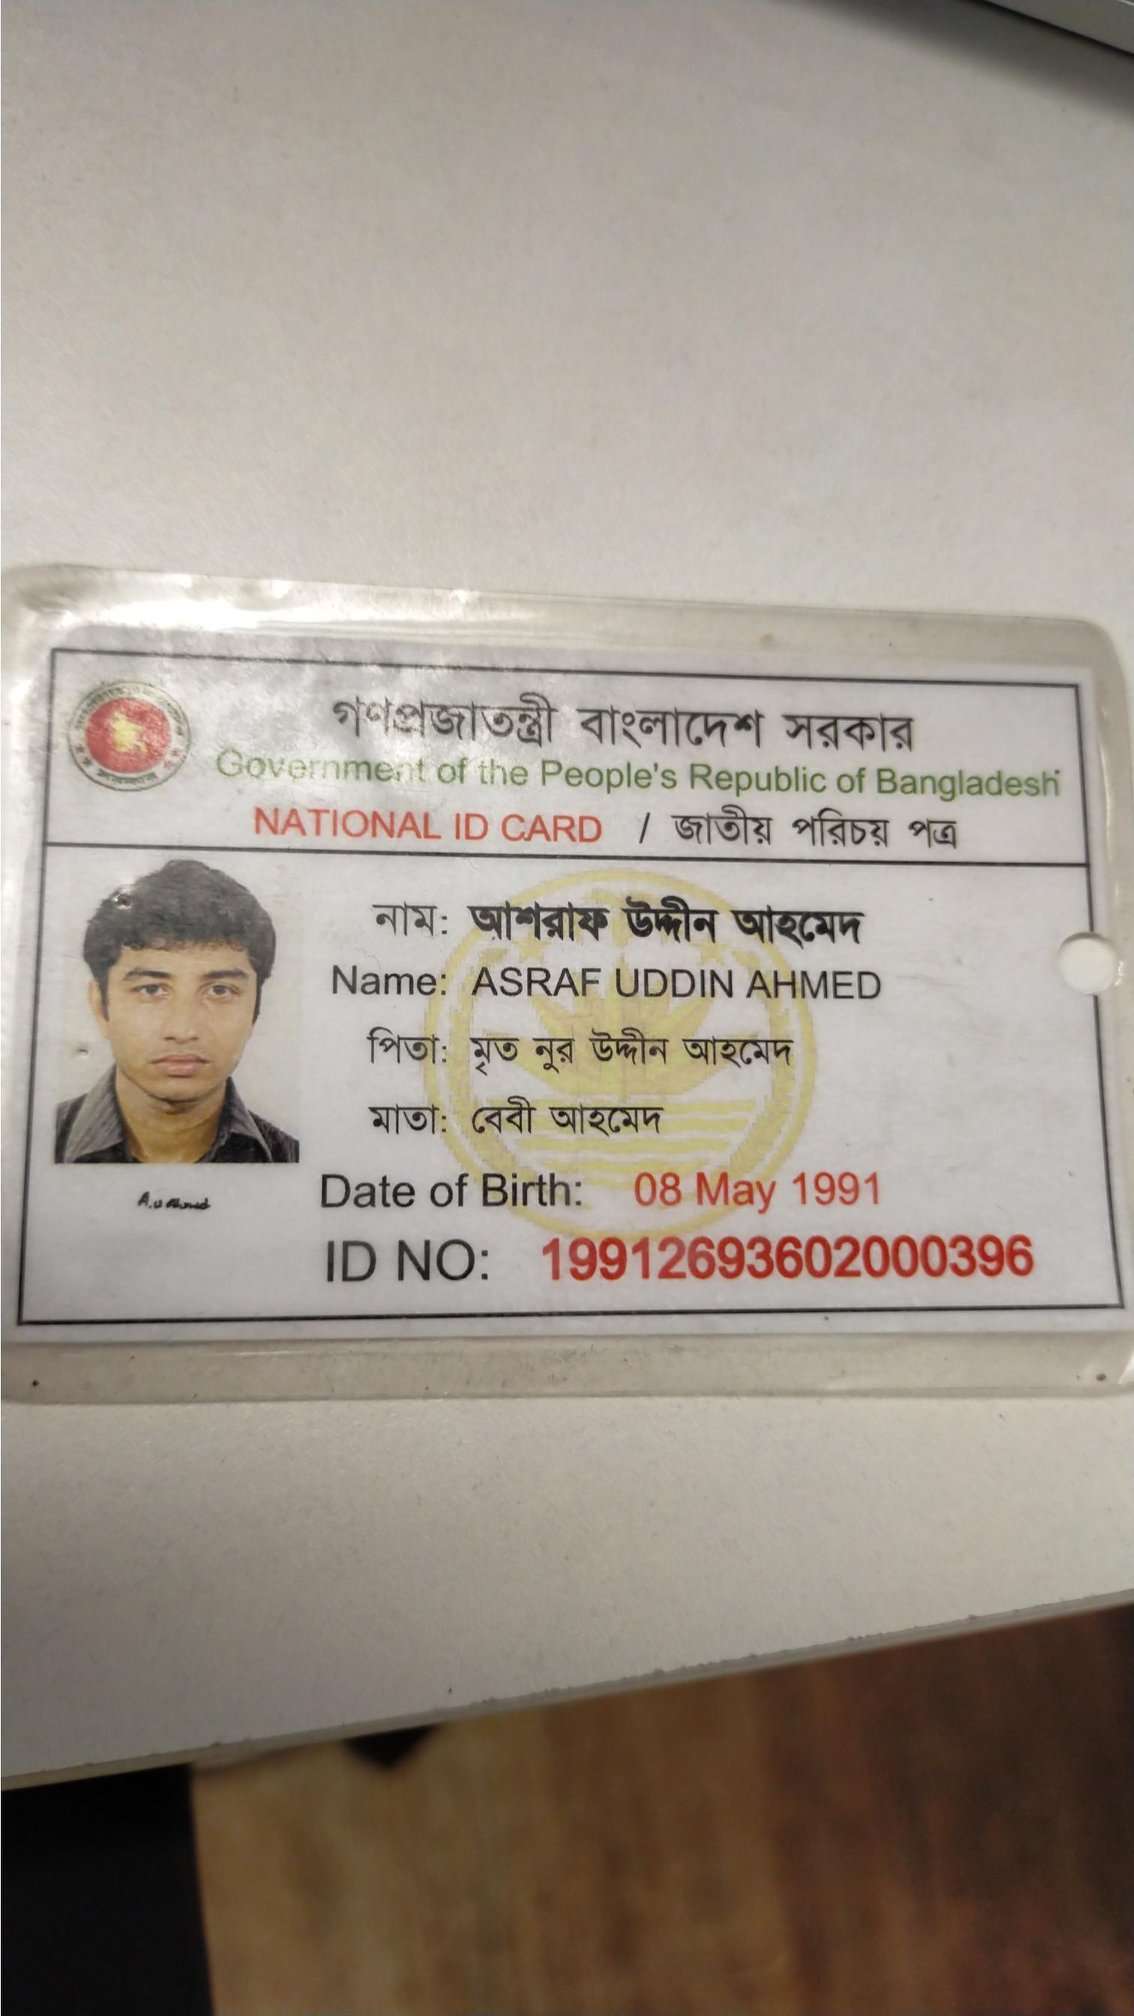 গণপ্রজাতন্ত্রী বাংলাদেশ সরকার
Government of the People's Republic of Bangladesh
NATIONAL ID CARD / জাতীয় পরিচয় পত্র
নাম: আশরাফ উদ্দীন আহমেদ
Name: ASRAF UDDIN AHMED
পিতা: মৃত নুর উদ্দীন আহমেদ
মাতা: বেবী আহমেদ
Date of Birth: 08 May 1991
A.U Ahmed
ID NO: 19912693602000396